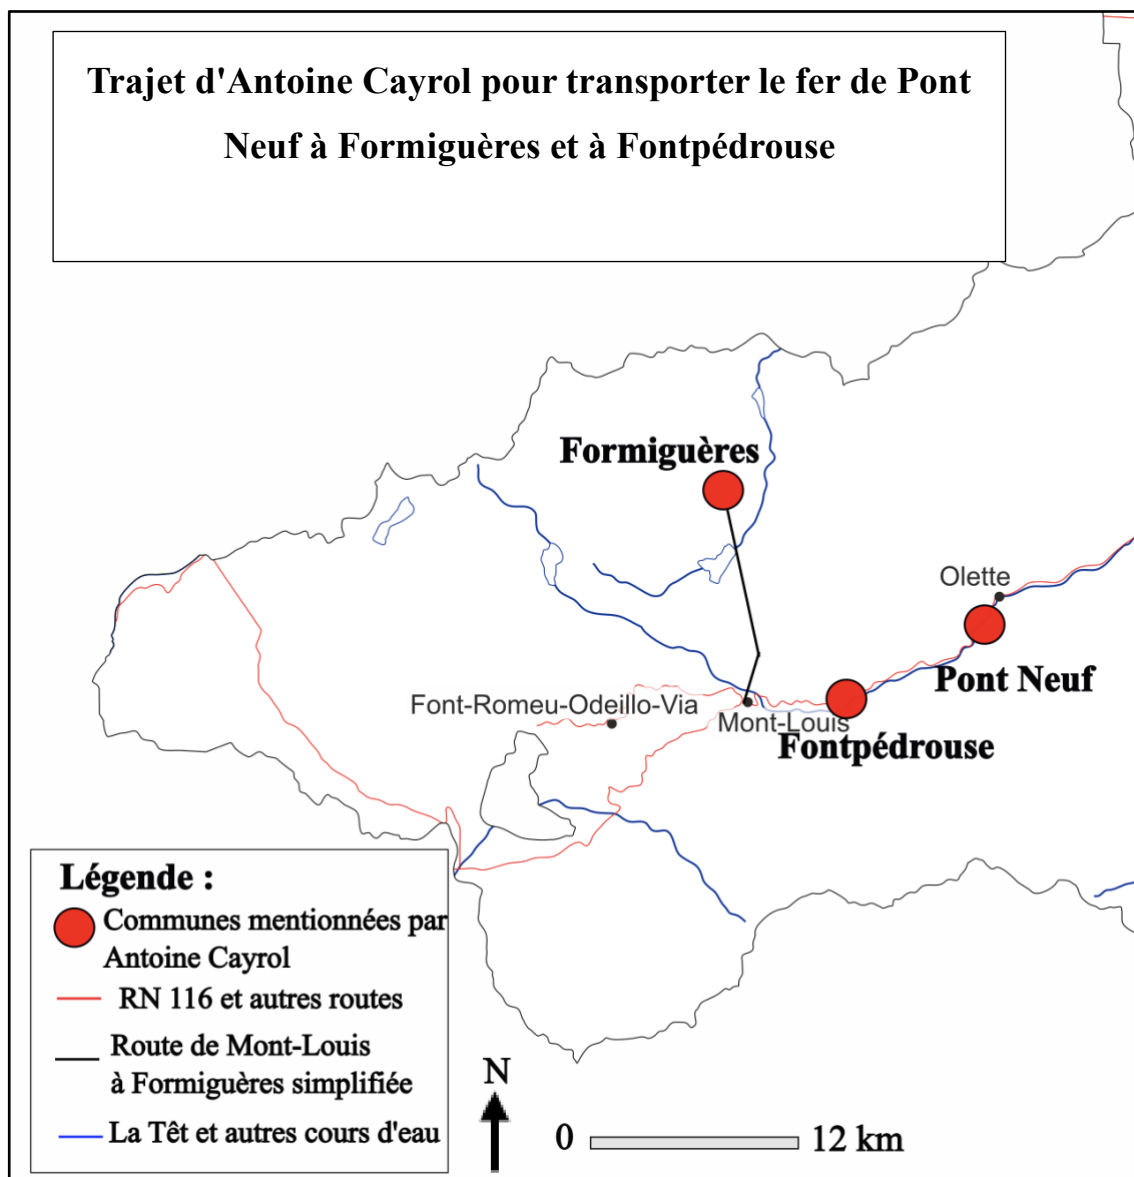 Trajet d'Antoine Cayrol pour transporter le fer de Pont
Neuf à Formiguères et à Fontpédrouse
Formiguères
Olette
Pont Neuf
Font-Romeu-Odeillo-Via
Mont-Louis
Fontpédrouse
Légende :
Communes mentionnées par
Antoine Cayrol
RN 116 et autres routes
Route de Mont-Louis
à Formiguères simplifiée
La Têt et autres cours d'eau
N
0 12 km